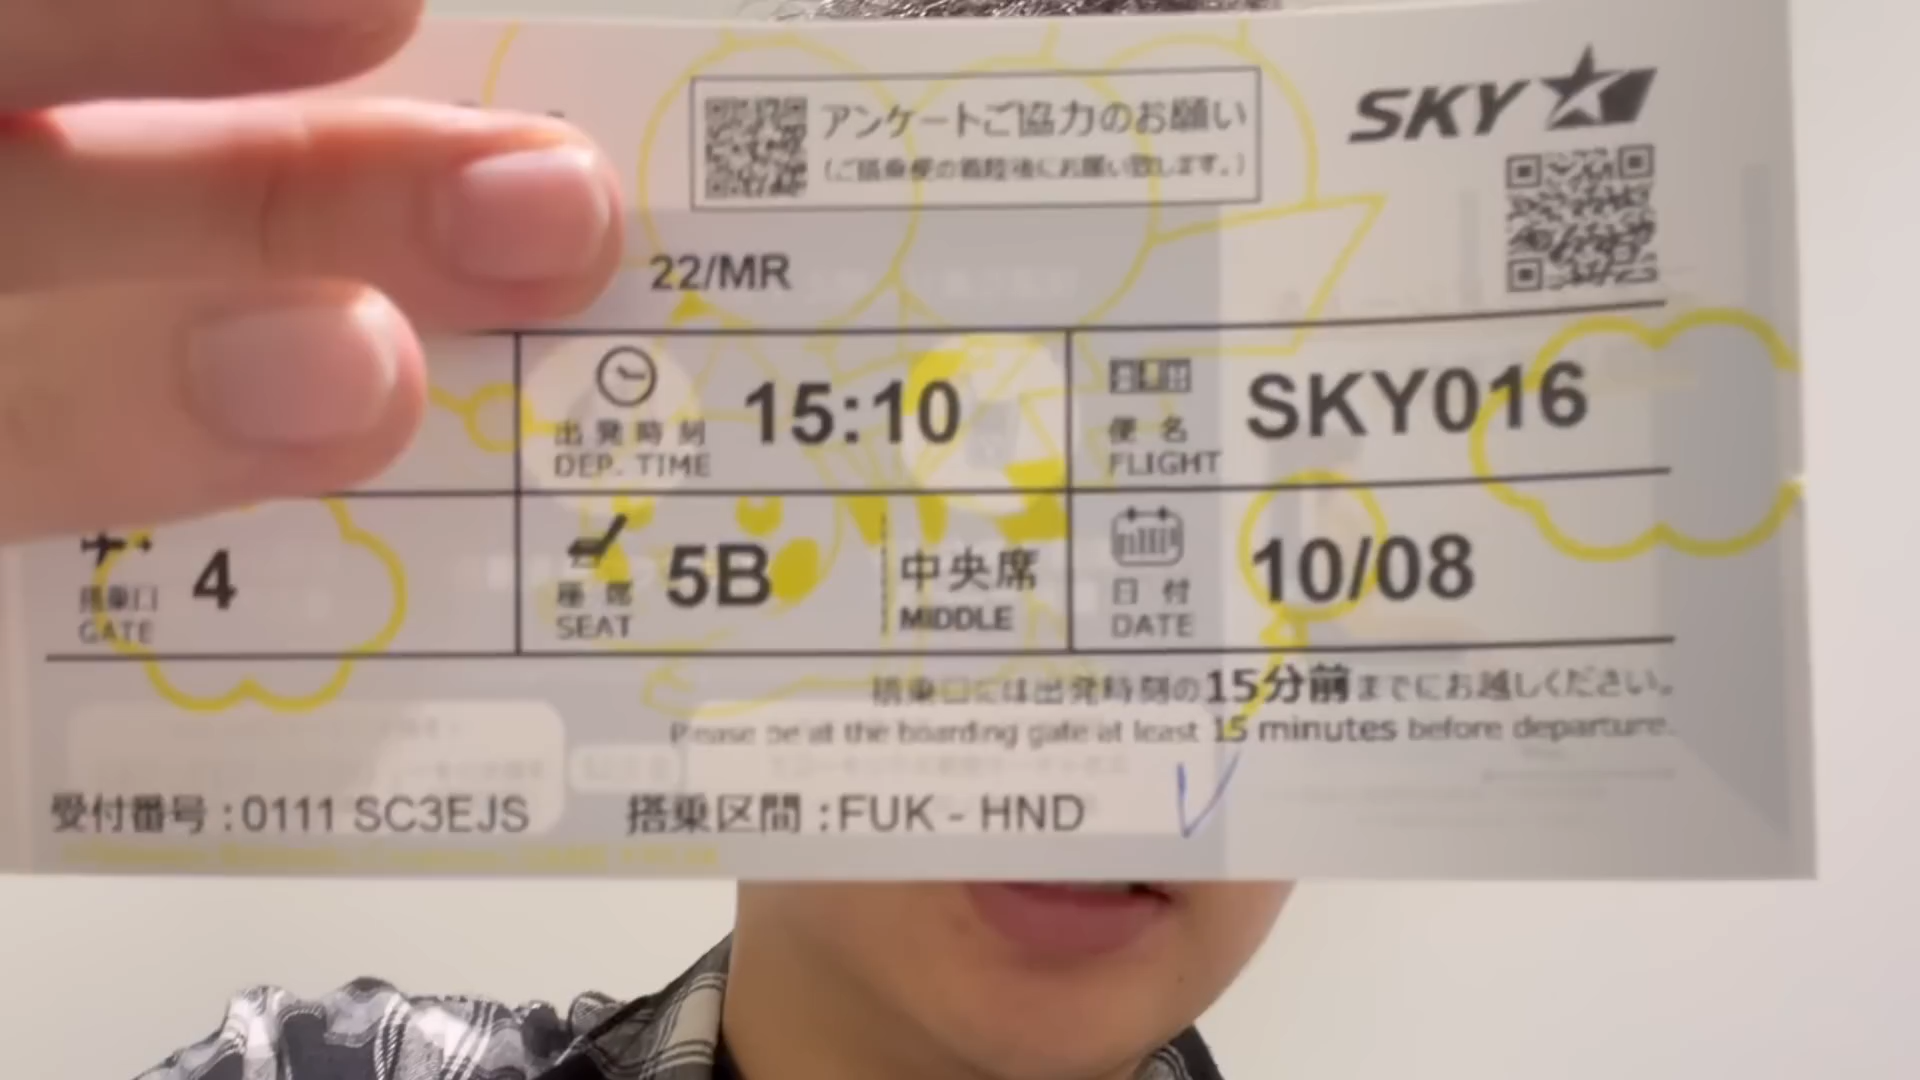 アンケートご協力のお願い
(ご搭乗便の着陸後にお願い致します。)
SKY
22/MR
出発時刻
DEP. TIME
15:10
便名
FLIGHT
SKY016
搭乗口
GATE
4
座席
SEAT
5B
中央席
MIDDLE
日付
DATE
10/08
搭乗口には出発時刻の15分前までにお越しください。
Please be at the boarding gate at least 15 minutes before departure.
受付番号:0111 SC3EJS
搭乗区間:FUK - HND